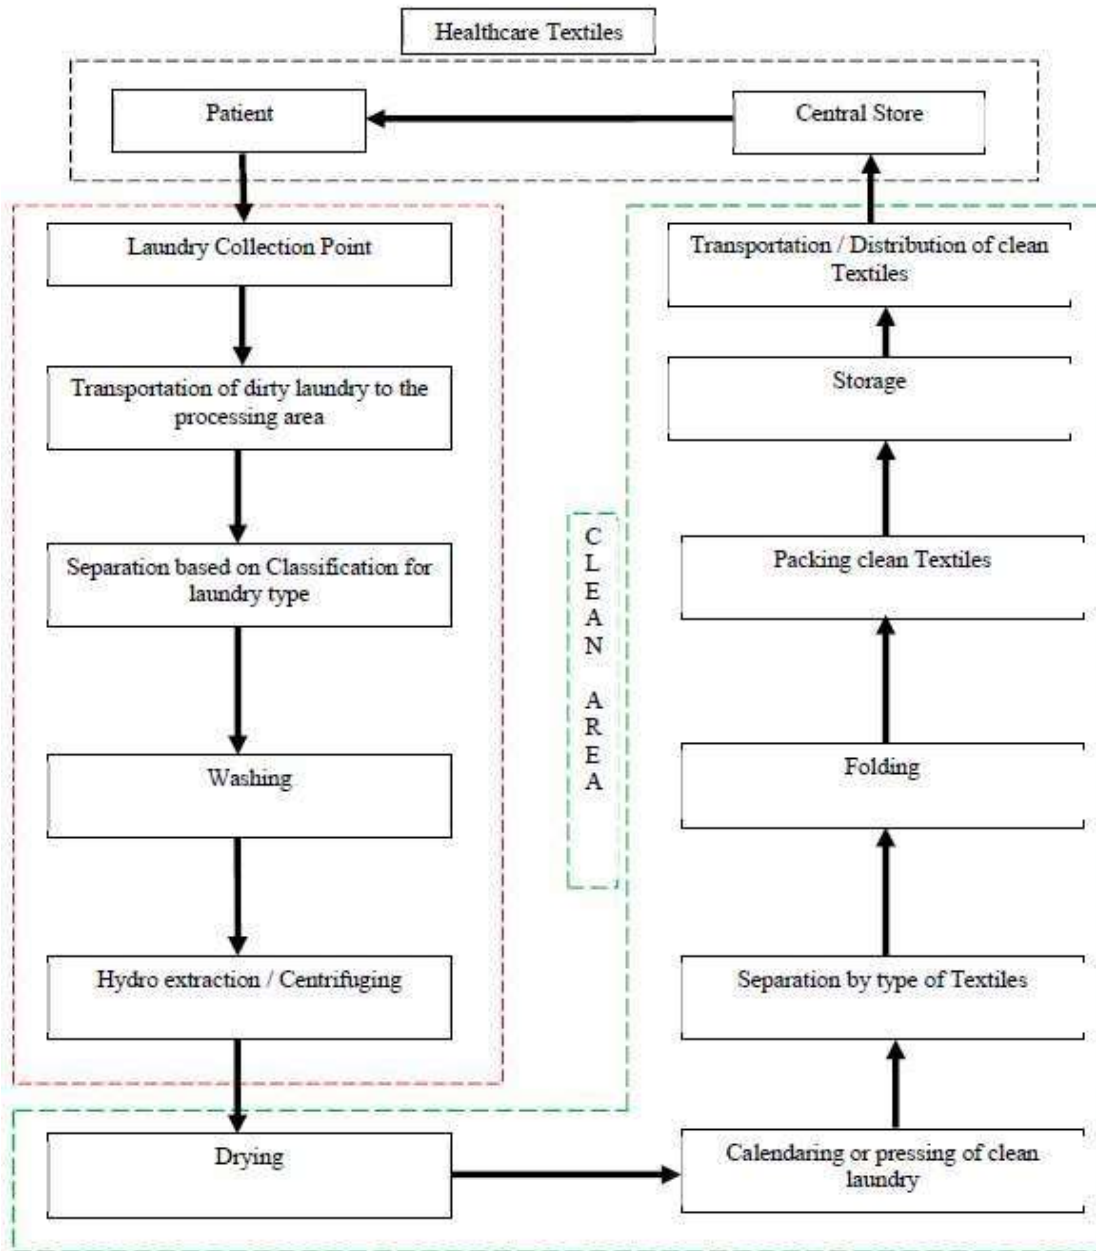 Healthcare Textiles
Patient
Central Store
Laundry Collection Point
Transportation of dirty laundry to the
processing area
Separation based on Classification for
laundry type
Washing
Hydro extraction / Centrifuging
Drying
Calendaring or pressing of clean
laundry
Separation by type of Textiles
Folding
Packing clean Textiles
Storage
Transportation / Distribution of clean
Textiles
C
L
E
A
N
A
R
E
A